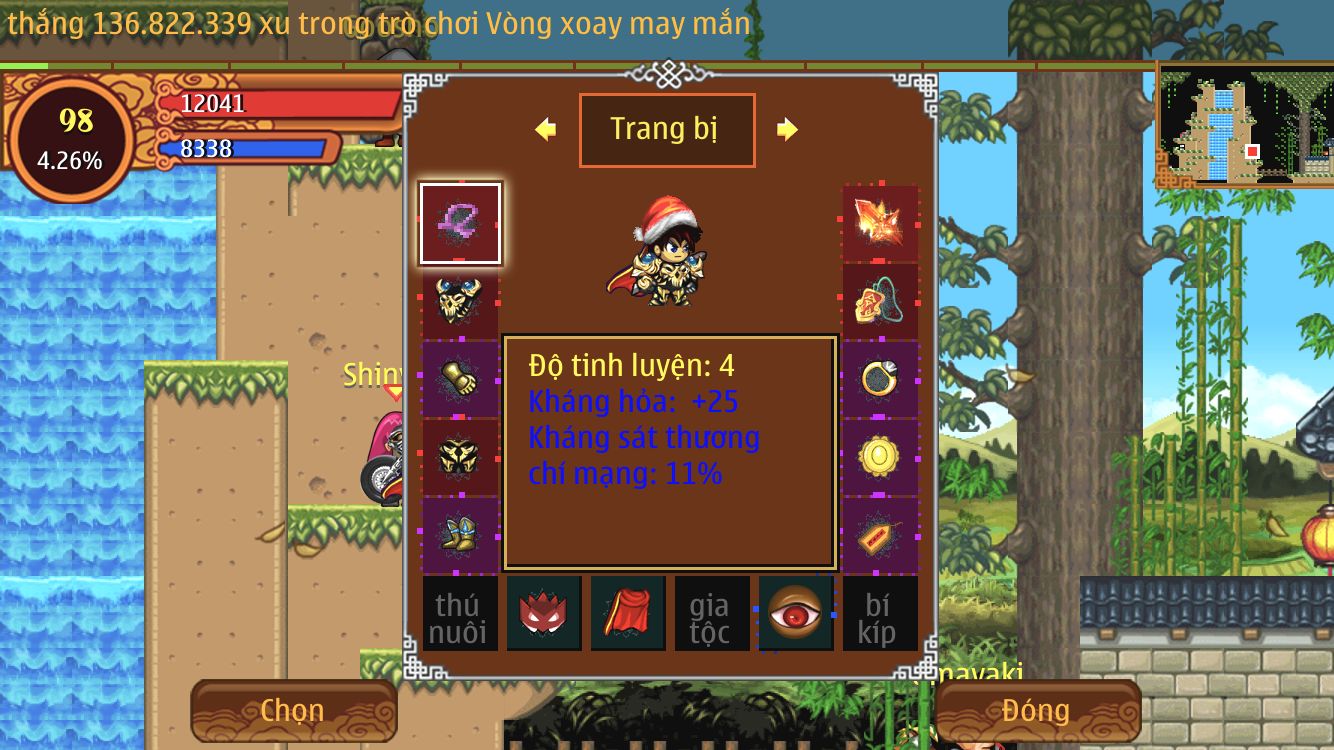 thắng 136.822.339 xu trong trò chơi Vòng xoay may mắn
98
4.26%
12041
8338
Trang bị
Độ tinh luyện: 4
Kháng hỏa: +25
Kháng sát thương
chí mạng: 11%
thú
nuôi
gia
tộc
bí
kíp
Chọn
Đóng